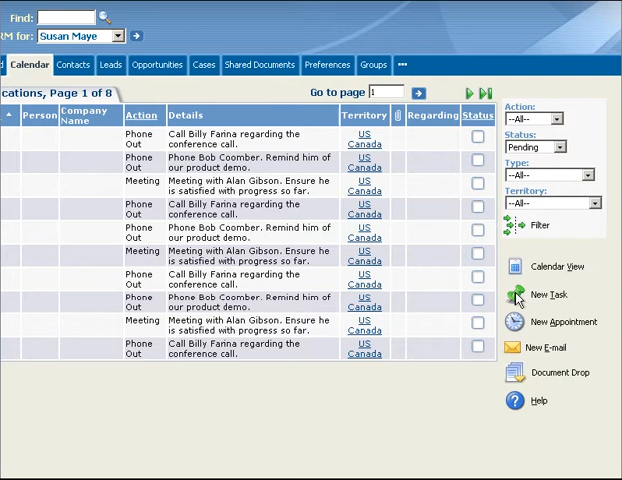 Find:
RM for: Susan Maye
d Calendar Contacts Leads Opportunities Cases Shared Documents Preferences Groups •••
cations, Page 1 of 8 Go to page 1
Person Company Name Action Details Territory Regarding Status
Phone Out Call Billy Farina regarding the conference call. US Canada
Phone Out Phone Bob Coomber. Remind him of our product demo. US Canada
Meeting Meeting with Alan Gibson. Ensure he is satisfied with progress so far. US Canada
Phone Out Call Billy Farina regarding the conference call. US Canada
Phone Out Phone Bob Coomber. Remind him of our product demo. US Canada
Meeting Meeting with Alan Gibson. Ensure he is satisfied with progress so far. US Canada
Phone Out Call Billy Farina regarding the conference call. US Canada
Phone Out Phone Bob Coomber. Remind him of our product demo. US Canada
Meeting Meeting with Alan Gibson. Ensure he is satisfied with progress so far. US Canada
Phone Out Call Billy Farina regarding the conference call. US Canada
Action:
--All--
Status:
Pending
Type:
--All--
Territory:
--All--
Filter
Calendar View
New Task
New Appointment
New E-mail
Document Drop
Help